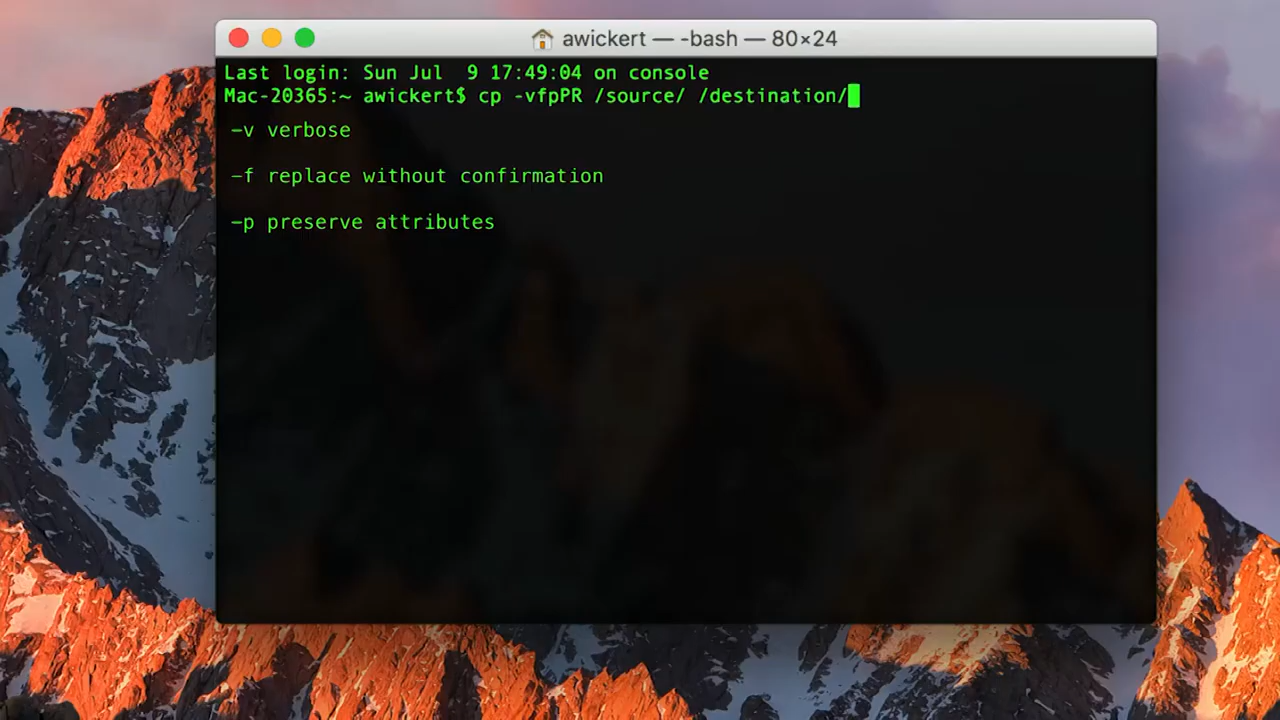 awickert — -bash — 80×24
Last login: Sun Jul  9 17:49:04 on console
Mac-20365:~ awickert$ cp -vfpPR /source/ /destination/
-v verbose
-f replace without confirmation
-p preserve attributes